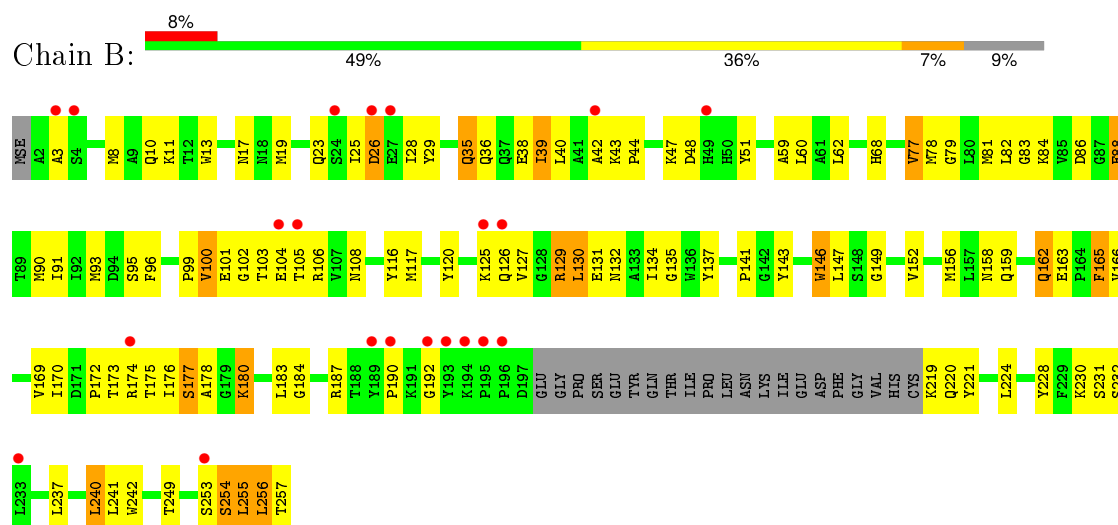 8%
Chain B:
49% 36% 7% 9%
MSE A2 A3 S4 M8 A9 Q10 K11 T12 W13 N17 N18 M19 Q23 S24 I25 D26 E27 I28 Y29 Q35 Q36 Q37 E38 I39 L40 A41 A42 K43 P44 K47 D48 H49 H50 Y51 A59 L60 A61 L62 H68 V77 M78 G79 L80 M81 L82 G83 K84 V85 D86 G87
T89 M90 I91 I92 M93 D94 S95 F96 P99 V100 E101 G102 T103 E104 T105 R106 V107 N108 Y116 M117 Y120 K125 Q126 V127 G128 R129 L130 E131 N132 A133 I134 G135 W136 Y137 P141 G142 Y143 W146 L147 S148 G149 V152 M156 L157 N158 Q159 Q162 E163 P164 F165
V169 I170 D171 P172 T173 R174 T175 I176 S177 A178 G179 K180 L183 G184 R187 T188 Y189 P190 K191 G192 Y193 K194 P195 P196 D197 GLU GLY PRO SER GLU TYR GLN THR ILE PRO LEU ASN LYS ILE GLU ASP PHE GLY VAL HIS CYS K219 Q220 Y221 L224 Y228 F229 K230 S231
L233 L237 L240 L241 W242 T249 S253 S254 L255 L256 T257